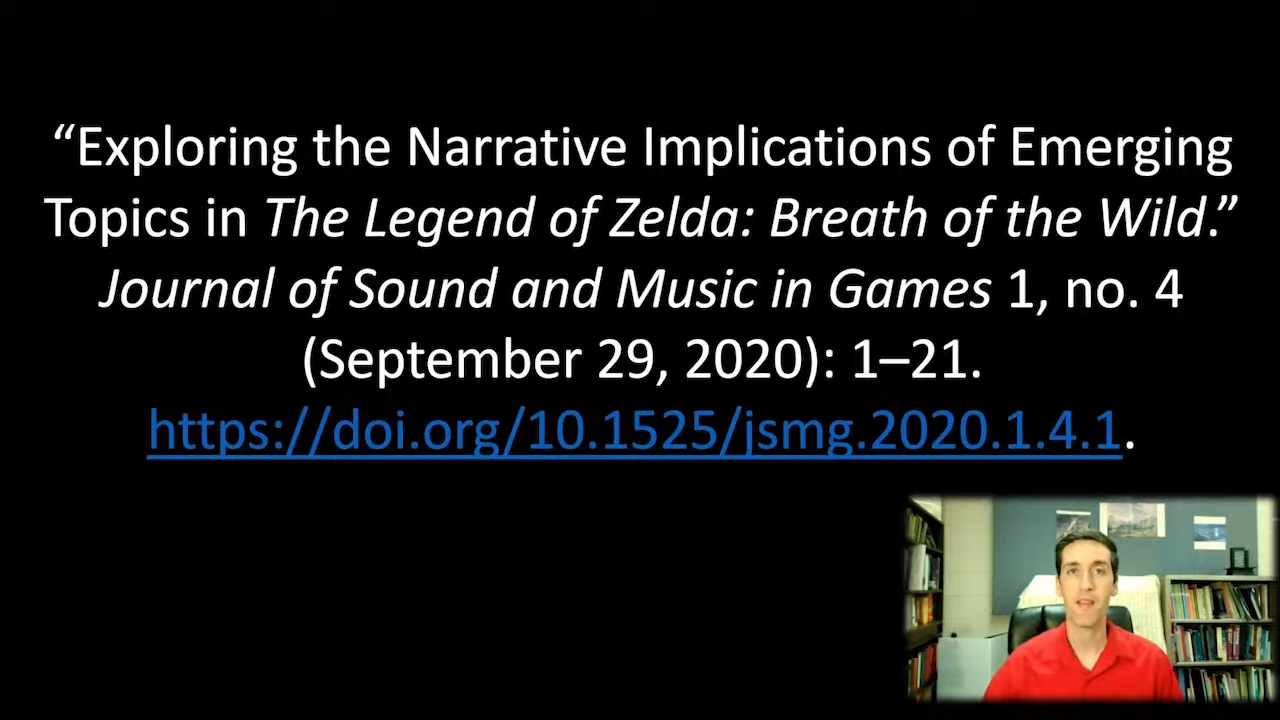 “Exploring the Narrative Implications of Emerging
Topics in The Legend of Zelda: Breath of the Wild.”
Journal of Sound and Music in Games 1, no. 4
(September 29, 2020): 1–21.
https://doi.org/10.1525/jsmg.2020.1.4.1.